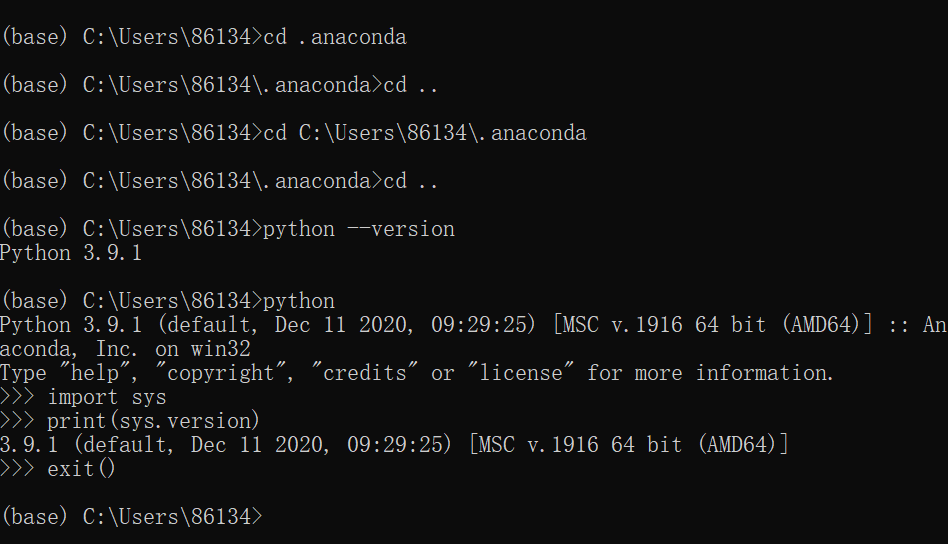 (base) C:\Users\86134>cd .anaconda
(base) C:\Users\86134\.anaconda>cd ..
(base) C:\Users\86134>cd C:\Users\86134\.anaconda
(base) C:\Users\86134\.anaconda>cd ..
(base) C:\Users\86134>python --version
Python 3.9.1
(base) C:\Users\86134>python
Python 3.9.1 (default, Dec 11 2020, 09:29:25) [MSC v.1916 64 bit (AMD64)] :: An
aconda, Inc. on win32
Type "help", "copyright", "credits" or "license" for more information.
>>> import sys
>>> print(sys.version)
3.9.1 (default, Dec 11 2020, 09:29:25) [MSC v.1916 64 bit (AMD64)]
>>> exit()
(base) C:\Users\86134>